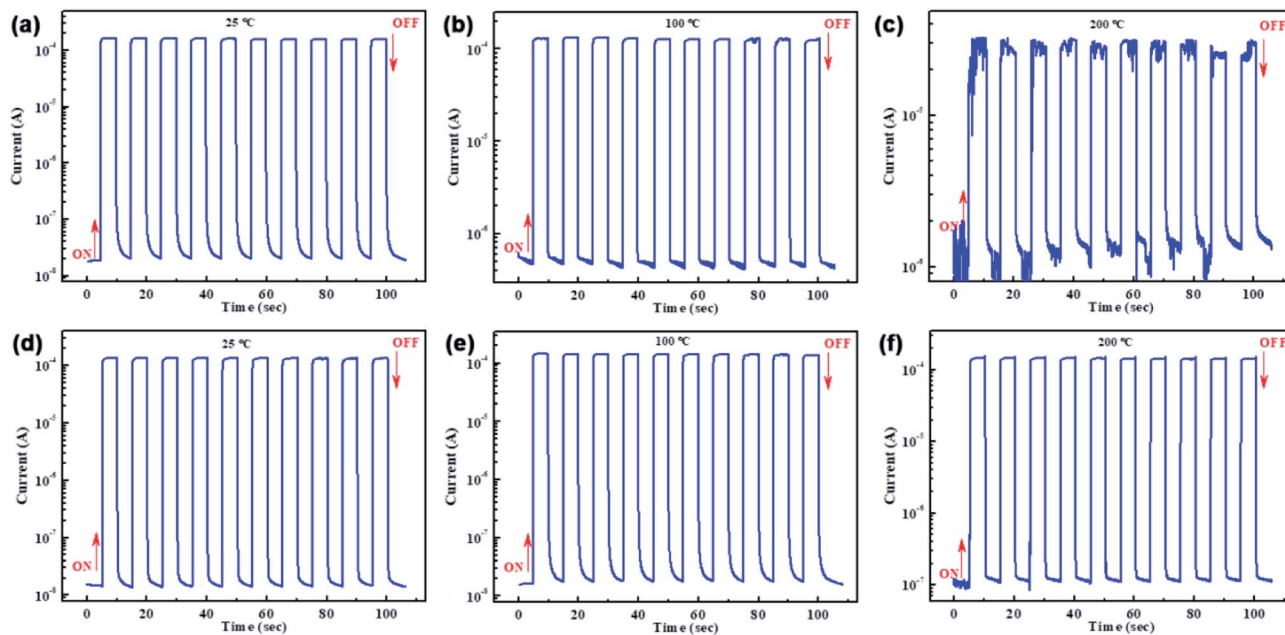 (a)
25 ℃
OFF
10⁻⁴
10⁻⁵
10⁻⁶
10⁻⁷
10⁻⁸
Current (A)
ON
0 20 40 60 80 100
Time (sec)
(b)
100 ℃
OFF
10⁻⁴
10⁻⁵
10⁻⁶
Current (A)
ON
0 20 40 60 80 100
Time (sec)
(c)
200 ℃
OFF
10⁻⁵
10⁻⁶
Current (A)
ON
0 20 40 60 80 100
Time (sec)
(d)
25 ℃
OFF
10⁻⁴
10⁻⁵
10⁻⁶
10⁻⁷
10⁻⁸
Current (A)
ON
0 20 40 60 80 100
Time (sec)
(e)
100 ℃
OFF
10⁻⁴
10⁻⁵
10⁻⁶
10⁻⁷
10⁻⁸
Current (A)
ON
0 20 40 60 80 100
Time (sec)
(f)
200 ℃
OFF
10⁻⁴
10⁻⁵
10⁻⁶
10⁻⁷
Current (A)
ON
0 20 40 60 80 100
Time (sec)